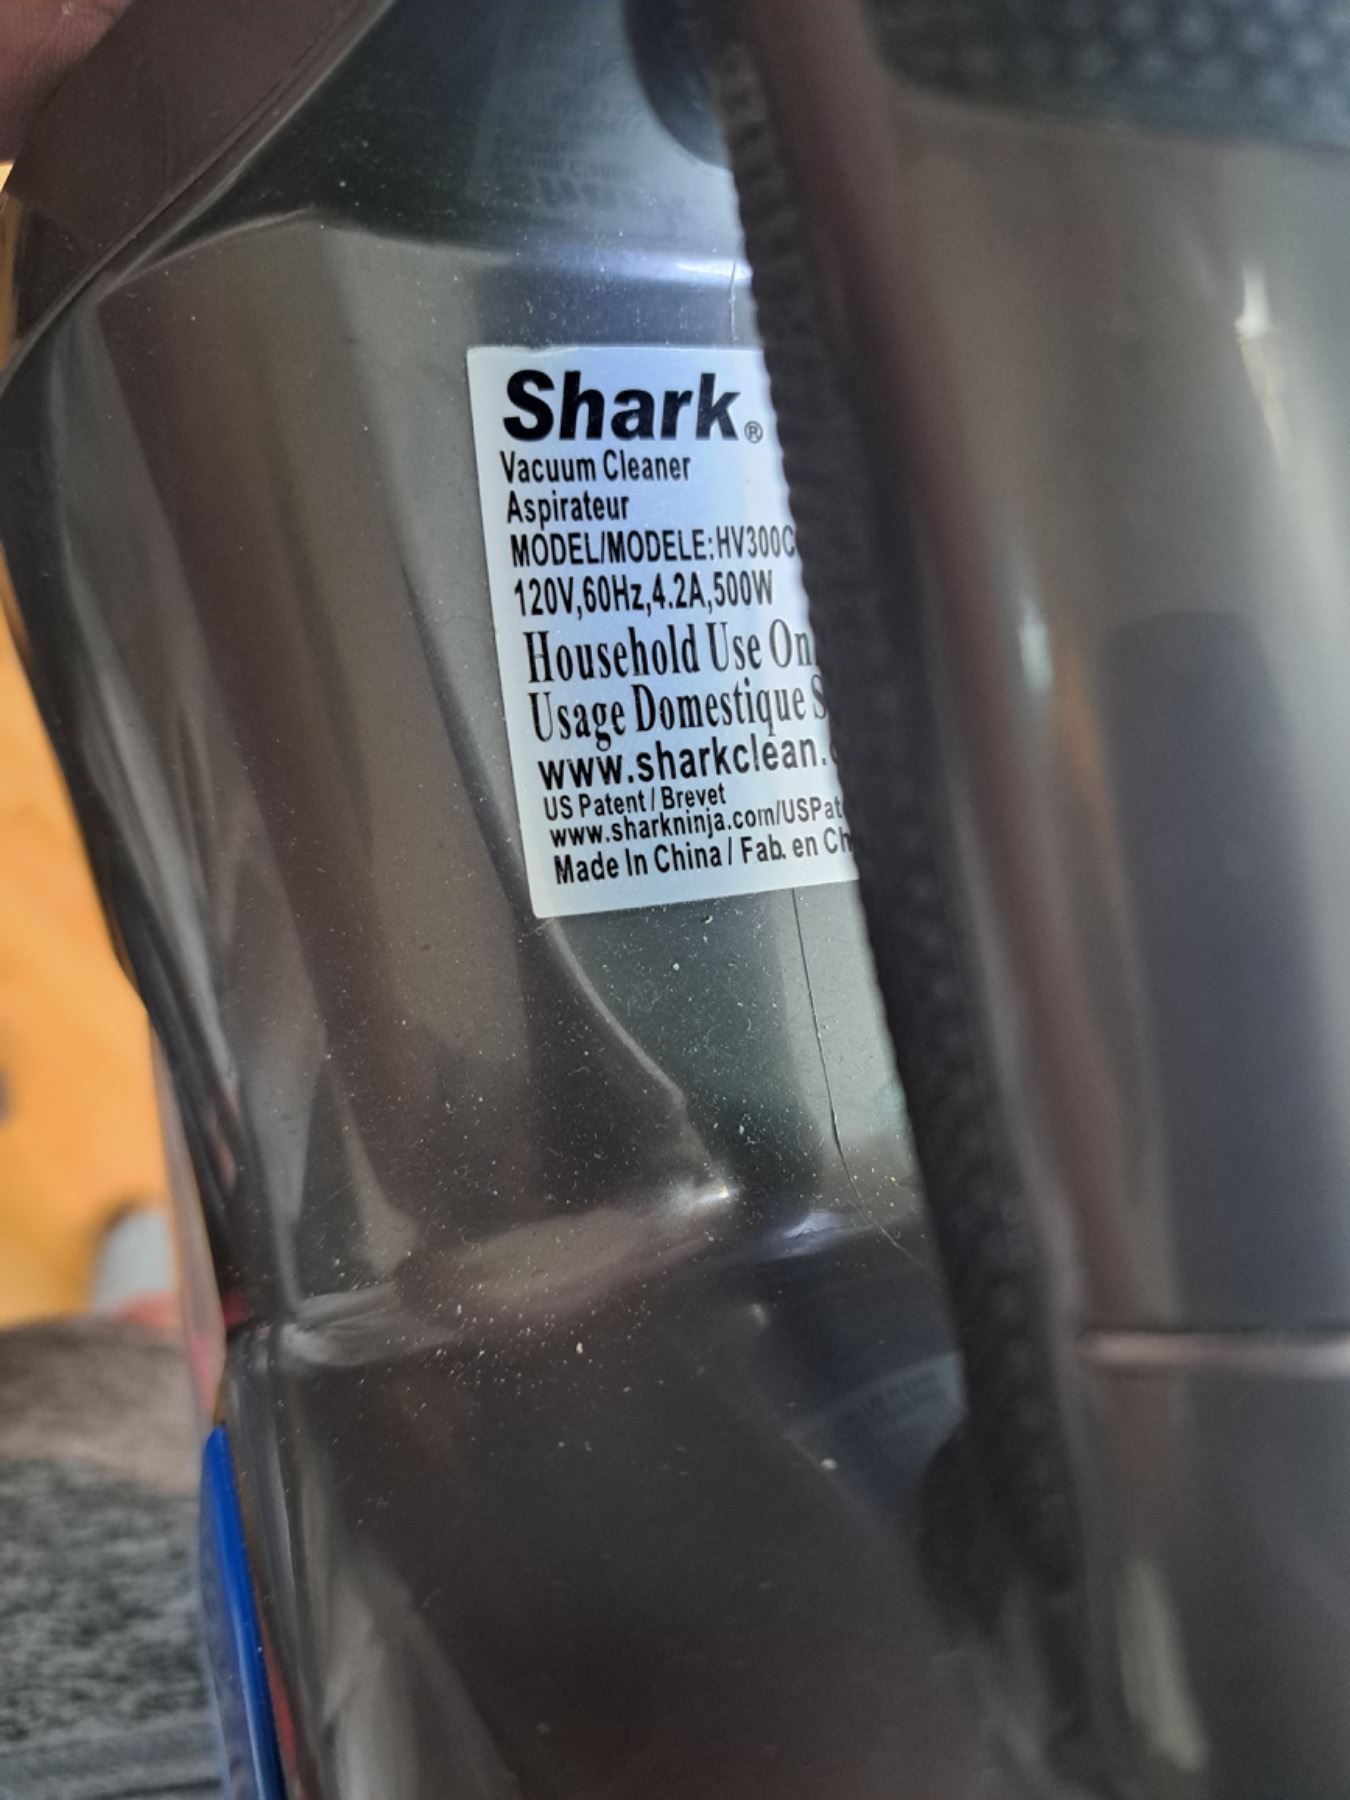 Shark®
Vacuum Cleaner
Aspirateur
MODEL/MODELE:HV300C
120V,60Hz,4.2A,500W
Household Use On
Usage Domestique S
www.sharkclean.
US Patent / Brevet
www.sharkninja.com/USPat
Made In China / Fab. en Ch